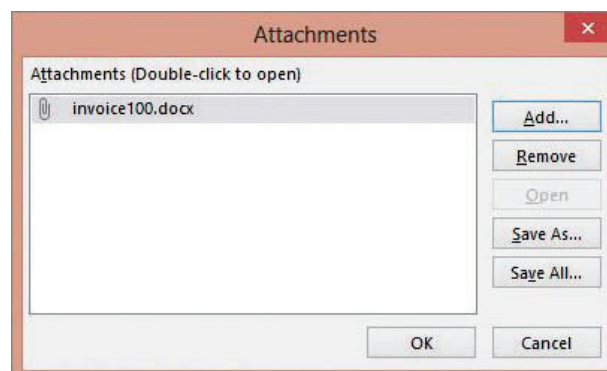 Attachments
Attachments (Double-click to open)
invoice100.docx
Add...
Remove
Open
Save As...
Save All...
OK
Cancel